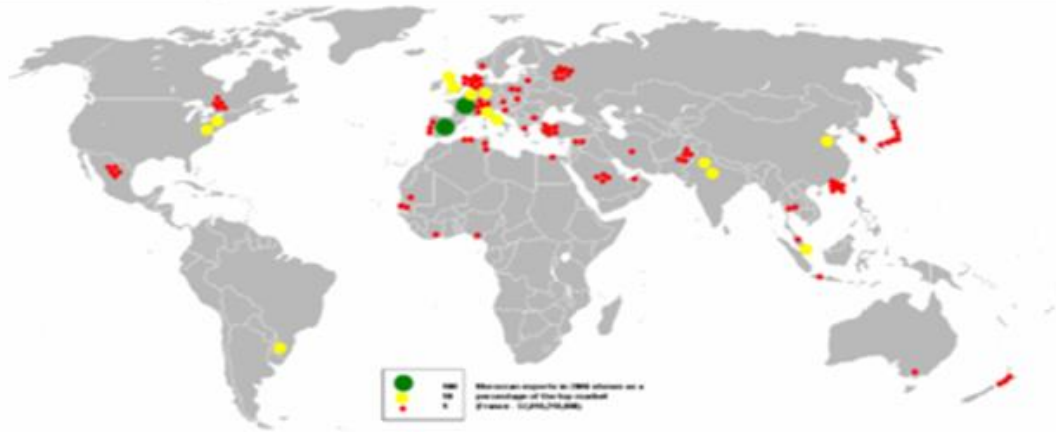 100
10
1
Moroccan exports in 2006 shown as a
percentage of the top market
(France -